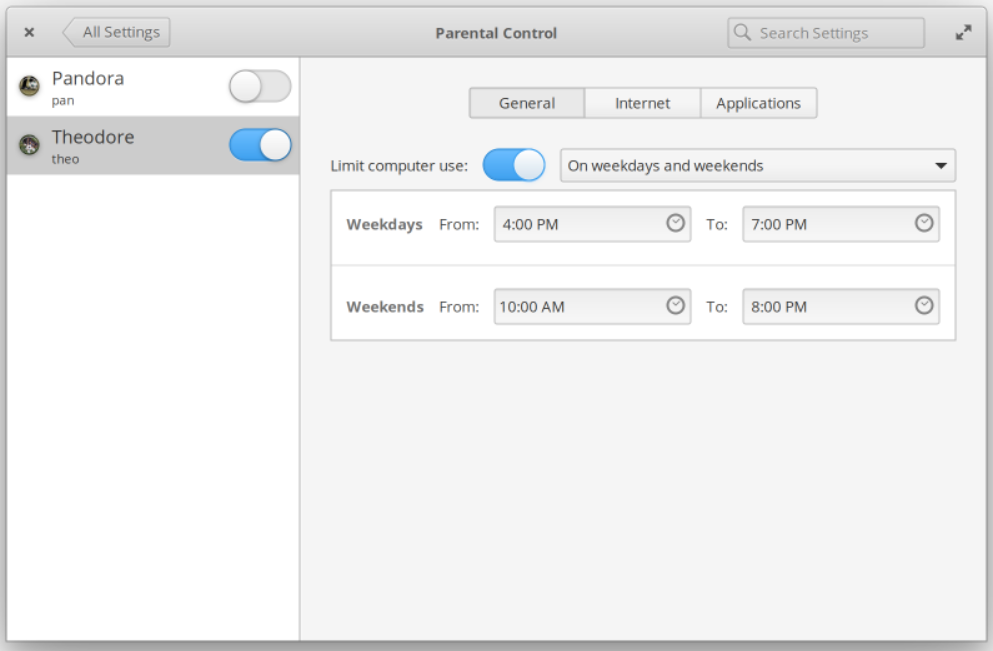 All Settings
Parental Control
Search Settings
Pandora
pan
Theodore
theo
General Internet Applications
Limit computer use: On weekdays and weekends
Weekdays From: 4:00 PM To: 7:00 PM
Weekends From: 10:00 AM To: 8:00 PM